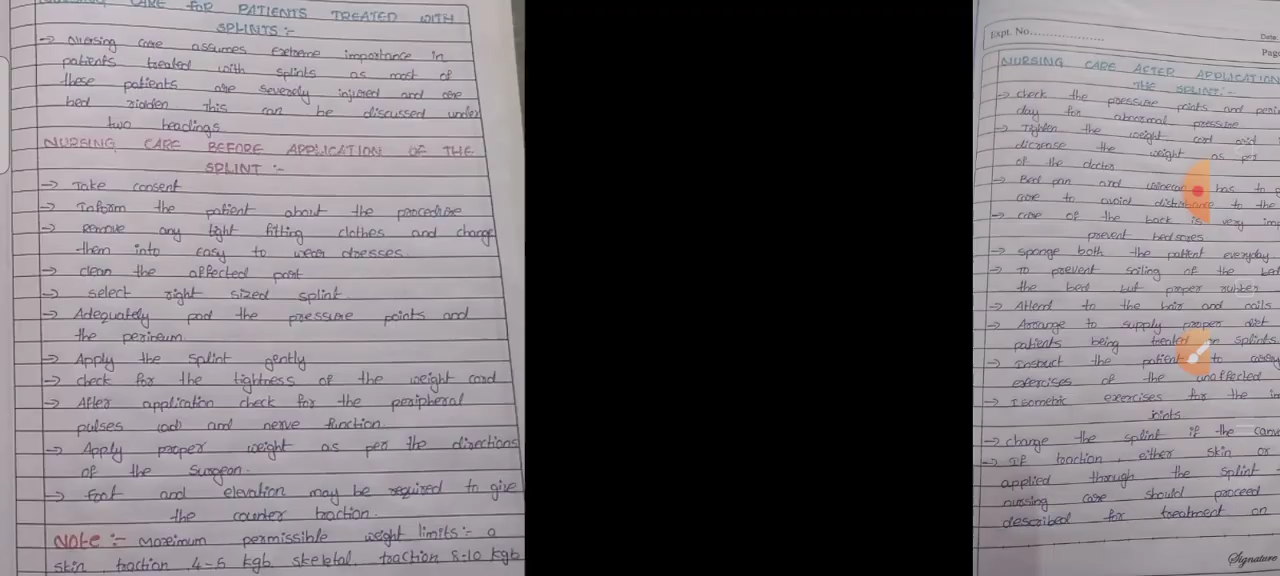 CARE FOR PATIENTS TREATED WITH
SPLINTS :-
→ Nursing care assumes extreme importance in
patients treated with splints as most of
these patients are severely injured and are
bed ridden This can be discussed under
two headings
NURSING CARE BEFORE APPLICATION OF THE
SPLINT :-
→ Take consent
→ Inform the patient about the procedure
→ Remove any tight fitting clothes and change
them into easy to wear dresses.
→ clean the affected part
→ select right sized splint.
→ Adequately pad the pressure points and
the perineum.
→ Apply the splint gently
→ check for the tightness of the weight cord
→ After application check for the peripheral
pulses and nerve function.
→ Apply proper weight as per the directions
of the surgeon.
→ Foot end elevation may be required to give
the counter traction.
NOTE :- Maximum permissible weight limits :-
skin traction 4-5 kgb skeletal traction 8-10 kgb
Expt. No.
Date:
Page
NURSING CARE AFTER APPLICATION
THE SPLINT :-
→ check the pressure points and
day for abnormal pressure
→ Tighten the weight cord
dicrease the weight as per
of the doctor
→ Bed pan and has to
care to avoid disturbance to the
→ care of the back is very
prevent bedsores
→ sponge both the patient everyday.
→ To prevent soiling of the
the bed put proper rubber
→ Attend to the hair and nails
→ Arrange to supply proper diet
patients being treated in splints
→ Instruct the patient to
exercises of the unaffected
→ Isometric exercises for the
joints
→ change the splint if the
→ If traction, either skin or
applied through the splint
nursing care should proceed
described for treatment on
Signature